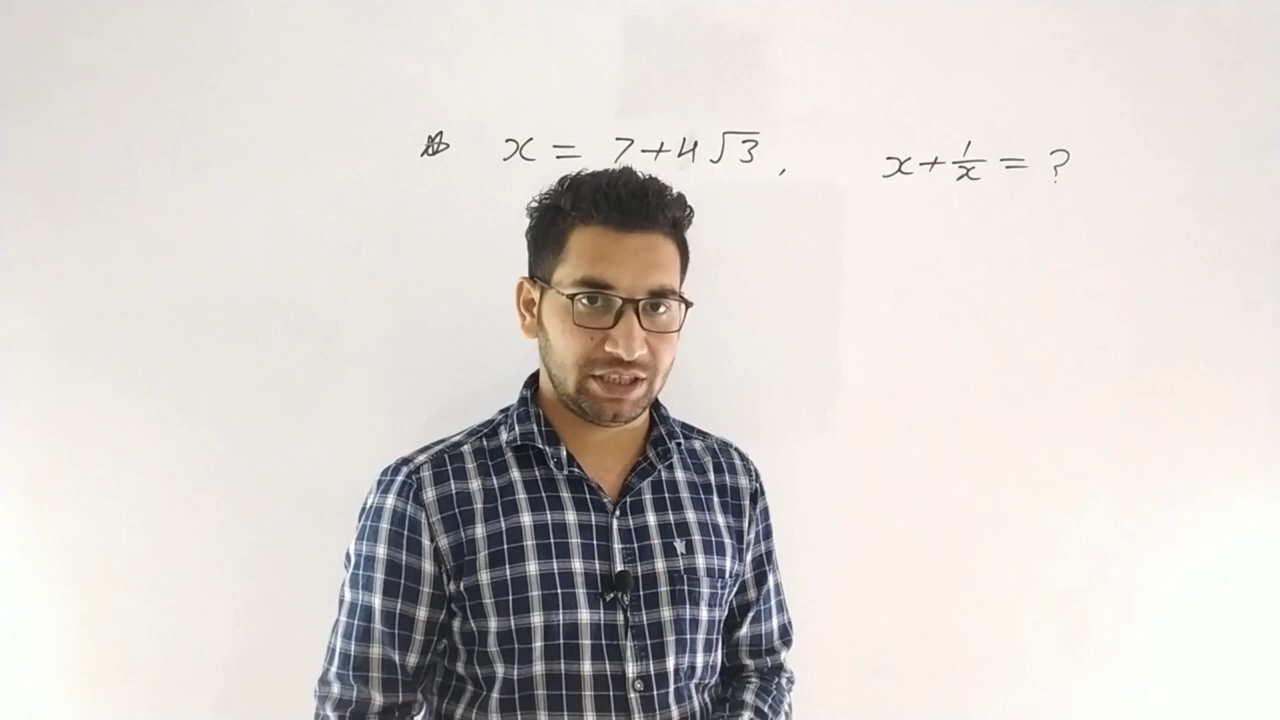 x = 7+4√3, x+1/x = ?